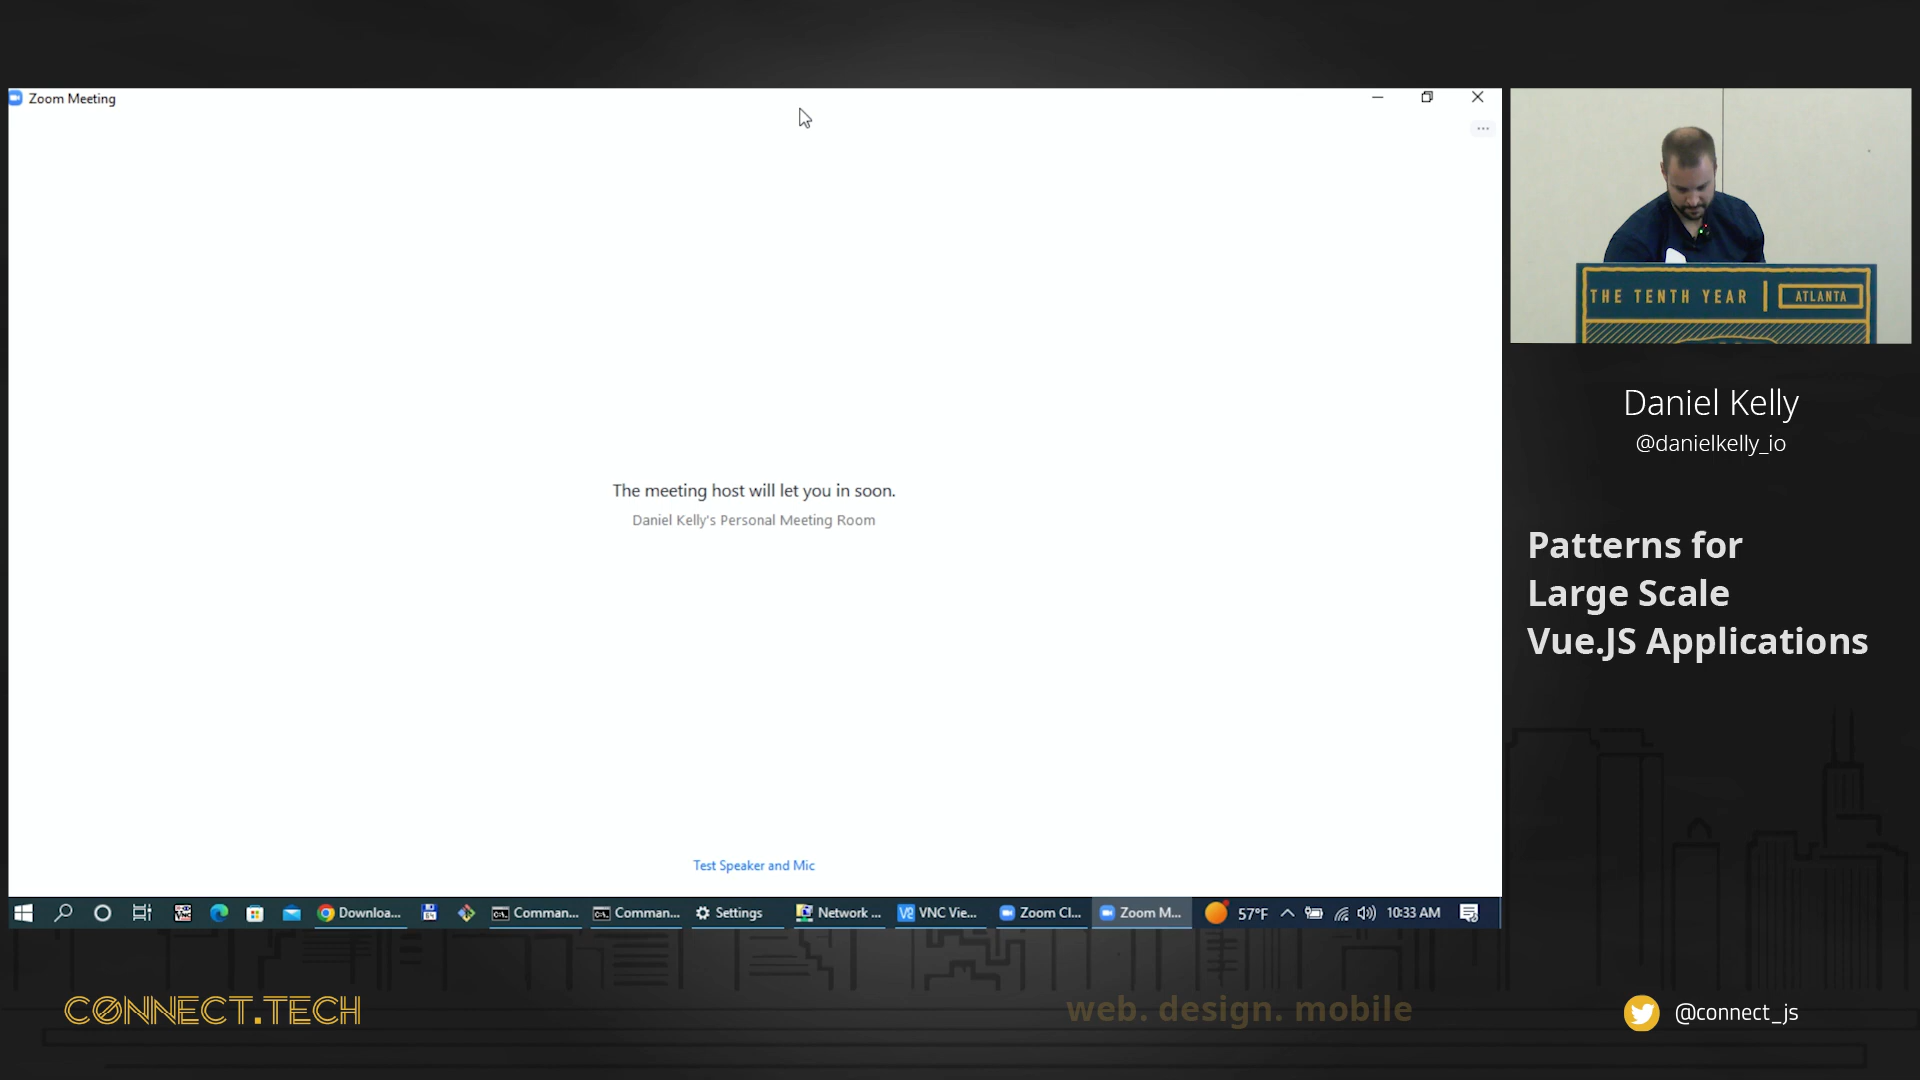 Zoom Meeting
The meeting host will let you in soon.
Daniel Kelly's Personal Meeting Room
Test Speaker and Mic
Downloa...
Comman...
Comman...
Settings
Network ...
VNC Vie...
Zoom Cl...
Zoom M...
57°F
10:33 AM
THE TENTH YEAR
ATLANTA
Daniel Kelly
@danielkelly_io
Patterns for
Large Scale
Vue.JS Applications
CONNECT.TECH
web. design. mobile
@connect_js